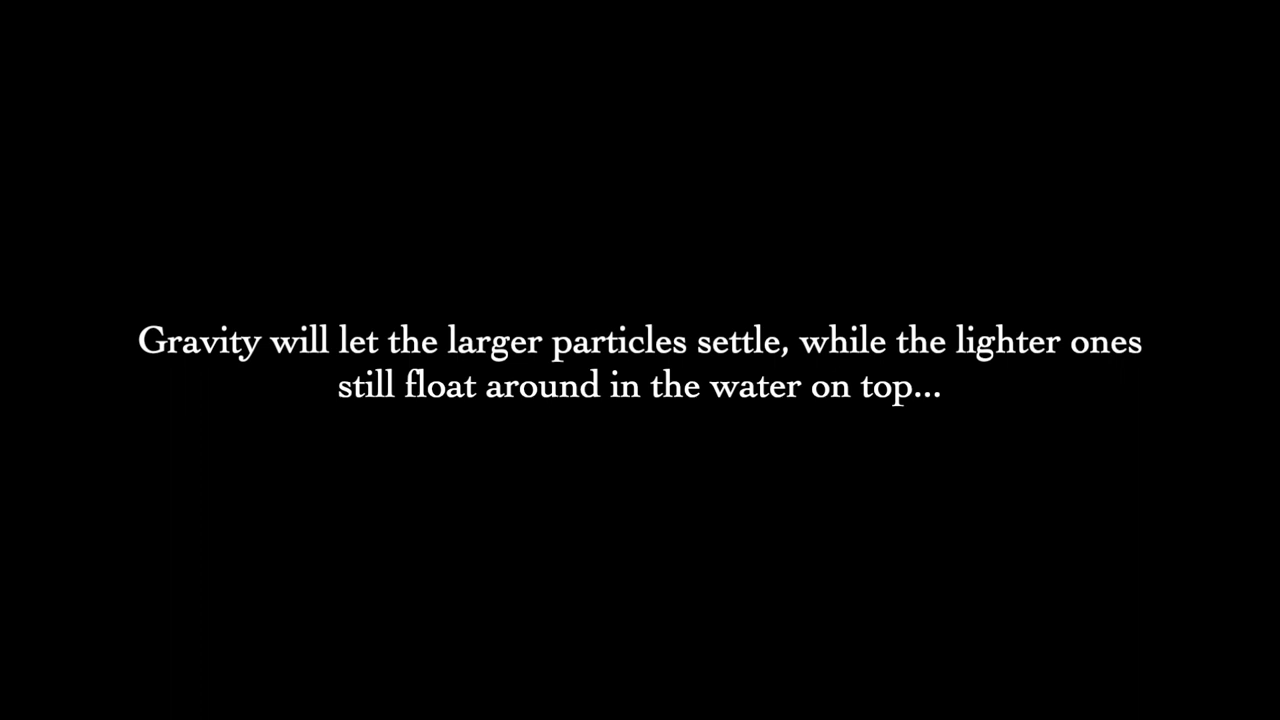 Gravity will let the larger particles settle, while the lighter ones
still float around in the water on top...